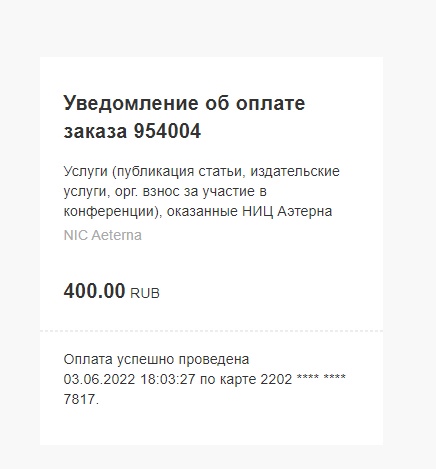 Уведомление об оплате
заказа 954004
Услуги (публикация статьи, издательские
услуги, орг. взнос за участие в
конференции), оказанные НИЦ Аэтерна
NIC Aeterna
400.00 RUB
Оплата успешно проведена
03.06.2022 18:03:27 по карте 2202 **** ****
7817.